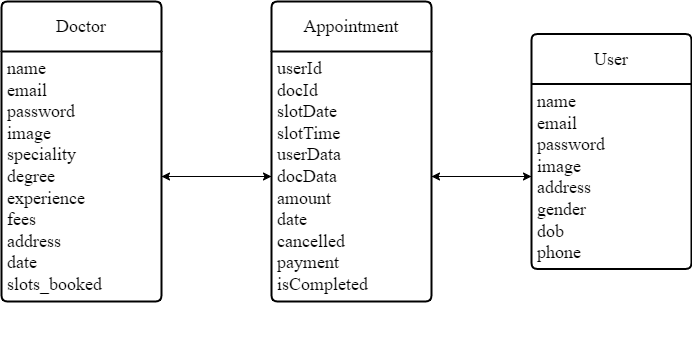 Doctor
name
email
password
image
speciality
degree
experience
fees
address
date
slots_booked
Appointment
userId
docId
slotDate
slotTime
userData
docData
amount
date
cancelled
payment
isCompleted
User
name
email
password
image
address
gender
dob
phone